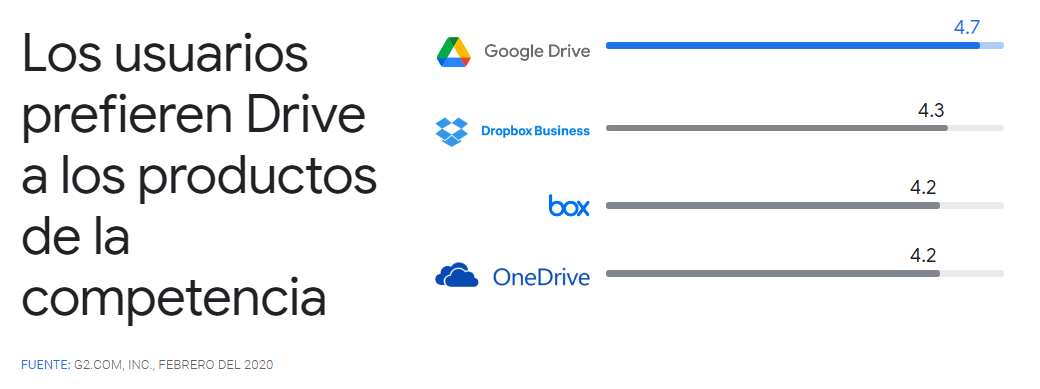 Los usuarios
prefieren Drive
a los productos
de la
competencia
FUENTE: G2.COM, INC., FEBRERO DEL 2020
Google Drive
4.7
Dropbox Business
4.3
box
4.2
OneDrive
4.2